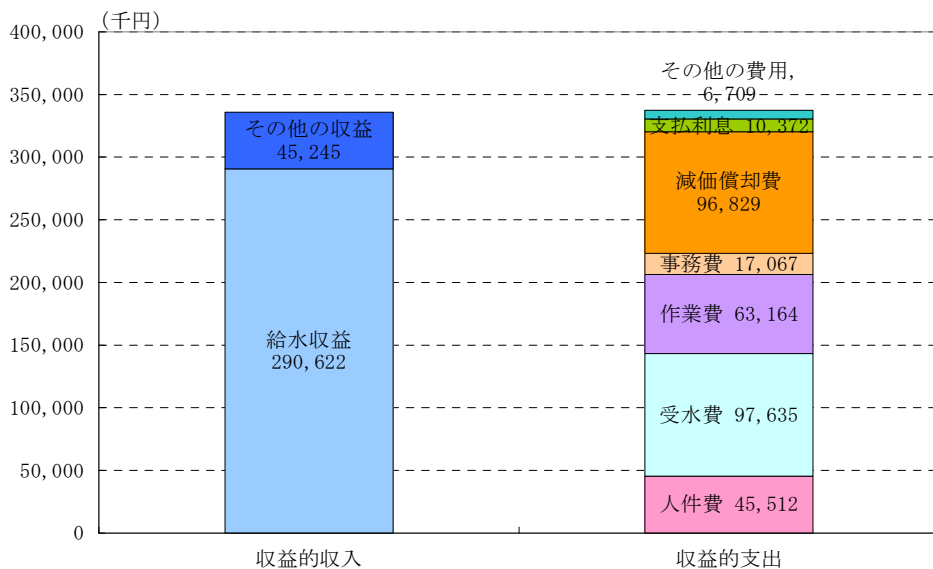 (千円)
400,000
350,000
300,000
250,000
200,000
150,000
100,000
50,000
0
その他の収益
45,245
給水収益
290,622
その他の費用,
6,709
支払利息 10,372
減価償却費
96,829
事務費 17,067
作業費 63,164
受水費 97,635
人件費 45,512
収益的収入
収益的支出